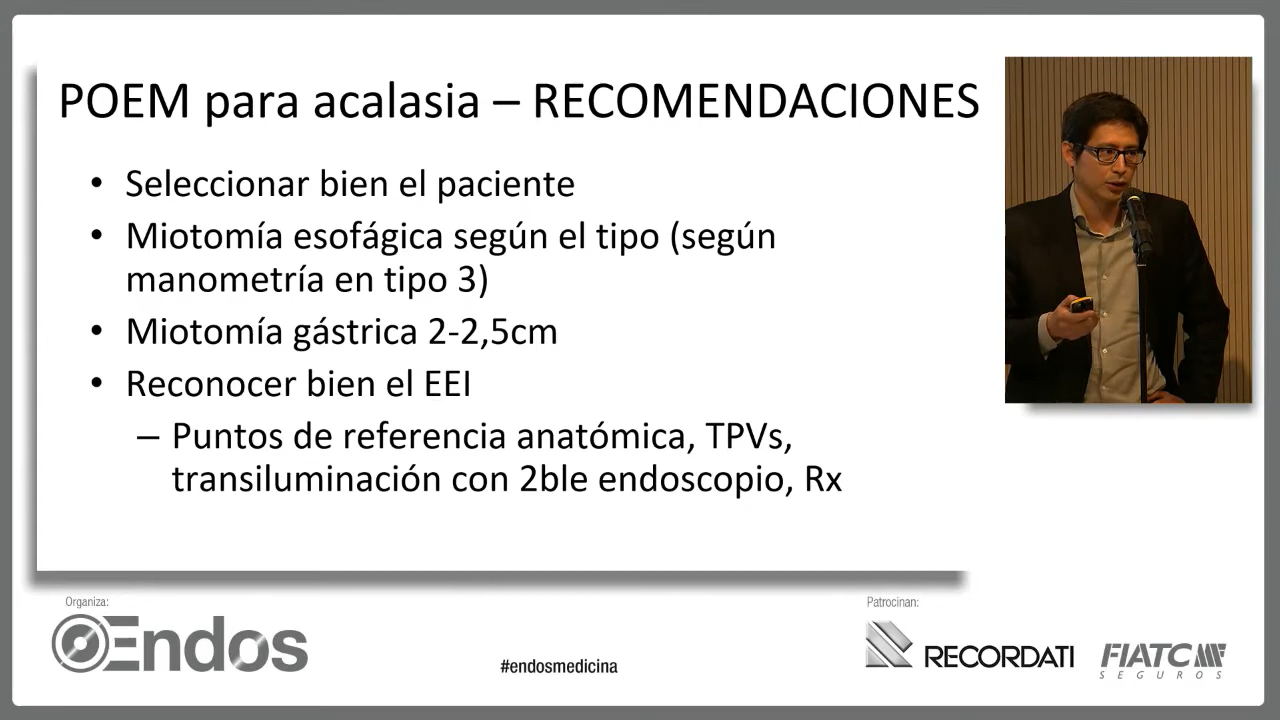 POEM para acalasia – RECOMENDACIONES
• Seleccionar bien el paciente
• Miotomía esofágica según el tipo (según
manometría en tipo 3)
• Miotomía gástrica 2-2,5cm
• Reconocer bien el EEI
– Puntos de referencia anatómica, TPVs,
transiluminación con 2ble endoscopio, Rx
Organiza:
Endos
#endosmedicina
Patrocinan:
RECORDATI
FIATC
SEGUROS